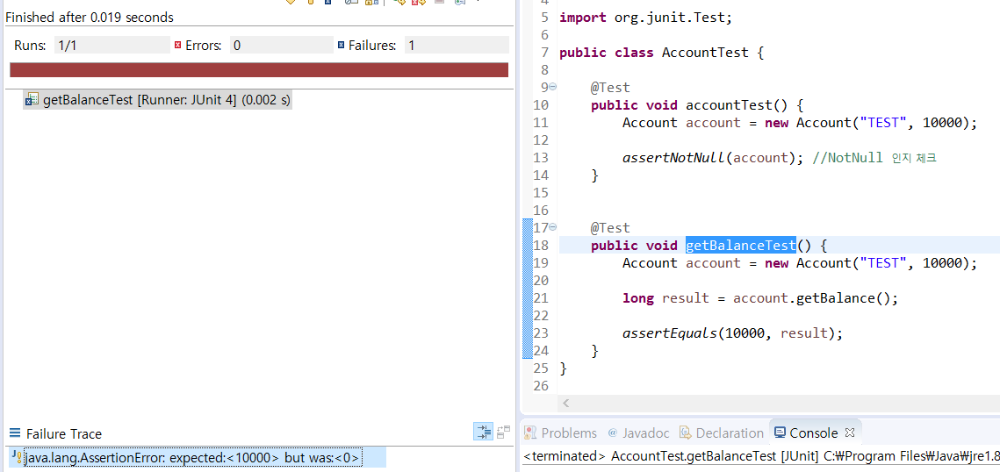 Finished after 0.019 seconds
Runs: 1/1 Errors: 0 Failures: 1
getBalanceTest [Runner: JUnit 4] (0.002 s)
Failure Trace
java.lang.AssertionError: expected:<10000> but was:<0>
4
5 import org.junit.Test;
6
7 public class AccountTest {
8
9 @Test
10 public void accountTest() {
11 Account account = new Account("TEST", 10000);
12
13 assertNotNull(account); //NotNull 인지 체크
14 }
15
16
17 @Test
18 public void getBalanceTest() {
19 Account account = new Account("TEST", 10000);
20
21 long result = account.getBalance();
22
23 assertEquals(10000, result);
24 }
25 }
26
Problems @ Javadoc Declaration Console
<terminated> AccountTest.getBalanceTest [JUnit] C:₩Program Files₩Java₩jre1.8